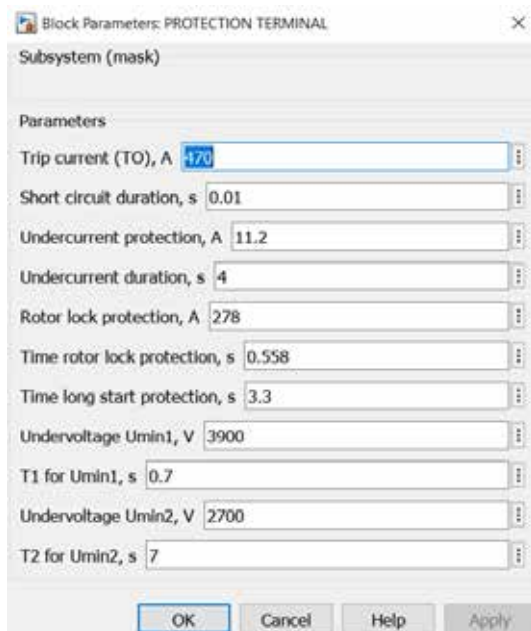 Block Parameters: PROTECTION TERMINAL
Subsystem (mask)
Parameters
Trip current (TO), A 470
Short circuit duration, s 0.01
Undercurrent protection, A 11.2
Undercurrent duration, s 4
Rotor lock protection, A 278
Time rotor lock protection, s 0.558
Time long start protection, s 3.3
Undervoltage Umin1, V 3900
T1 for Umin1, s 0.7
Undervoltage Umin2, V 2700
T2 for Umin2, s 7
OK Cancel Help Apply